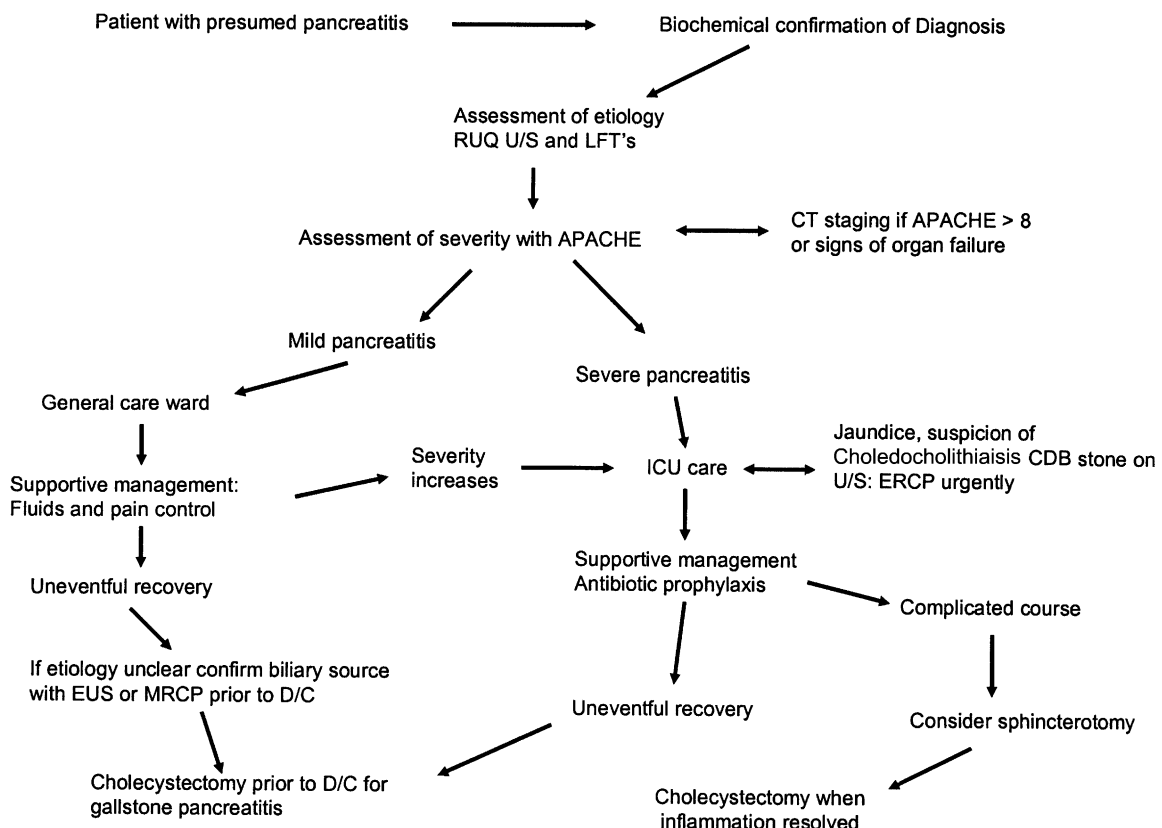 Patient with presumed pancreatitis
Biochemical confirmation of Diagnosis
Assessment of etiology
RUQ U/S and LFT's
Assessment of severity with APACHE
CT staging if APACHE > 8
or signs of organ failure
Mild pancreatitis
Severe pancreatitis
General care ward
Severity
increases
ICU care
Jaundice, suspicion of
Choledocholithiaisis CDB stone on
U/S: ERCP urgently
Supportive management:
Fluids and pain control
Supportive management
Antibiotic prophylaxis
Uneventful recovery
Complicated course
If etiology unclear confirm biliary source
with EUS or MRCP prior to D/C
Uneventful recovery
Consider sphincterotomy
Cholecystectomy prior to D/C for
gallstone pancreatitis
Cholecystectomy when
inflammation resolved